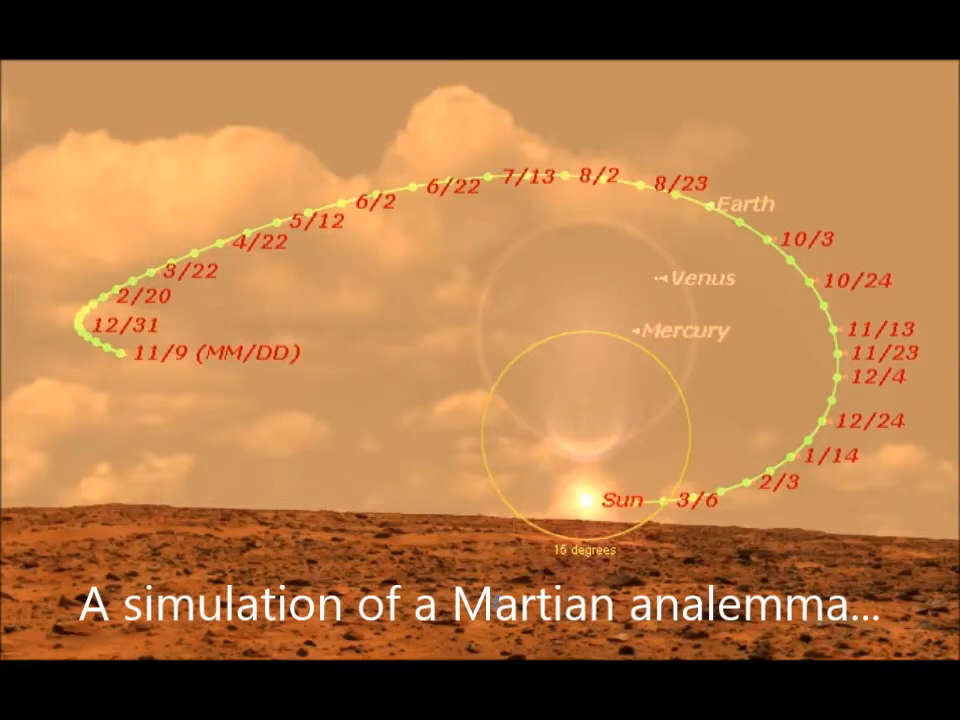 7/13
8/2
6/22
8/23
6/2
Earth
5/12
10/3
4/22
3/22
Venus
10/24
2/20
12/31
Mercury
11/13
11/9 (MM/DD)
11/23
12/4
12/24
1/14
2/3
Sun
3/6
15 degrees
A simulation of a Martian analemma...